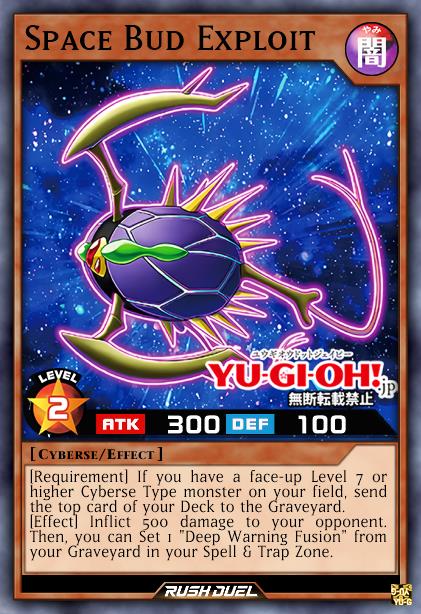 Space Bud Exploit
やみ
闇
ユウギオウドットジェイピー
YU-GI-OH!.jp
無断転載禁止
LEVEL
2
ATK 300 DEF 100
[ Cyberse/Effect ]
[Requirement] If you have a face-up Level 7 or
higher Cyberse Type monster on your field, send
the top card of your Deck to the Graveyard.
[Effect] Inflict 500 damage to your opponent.
Then, you can Set 1 "Deep Warning Fusion" from
your Graveyard in your Spell & Trap Zone.
RUSH DUEL